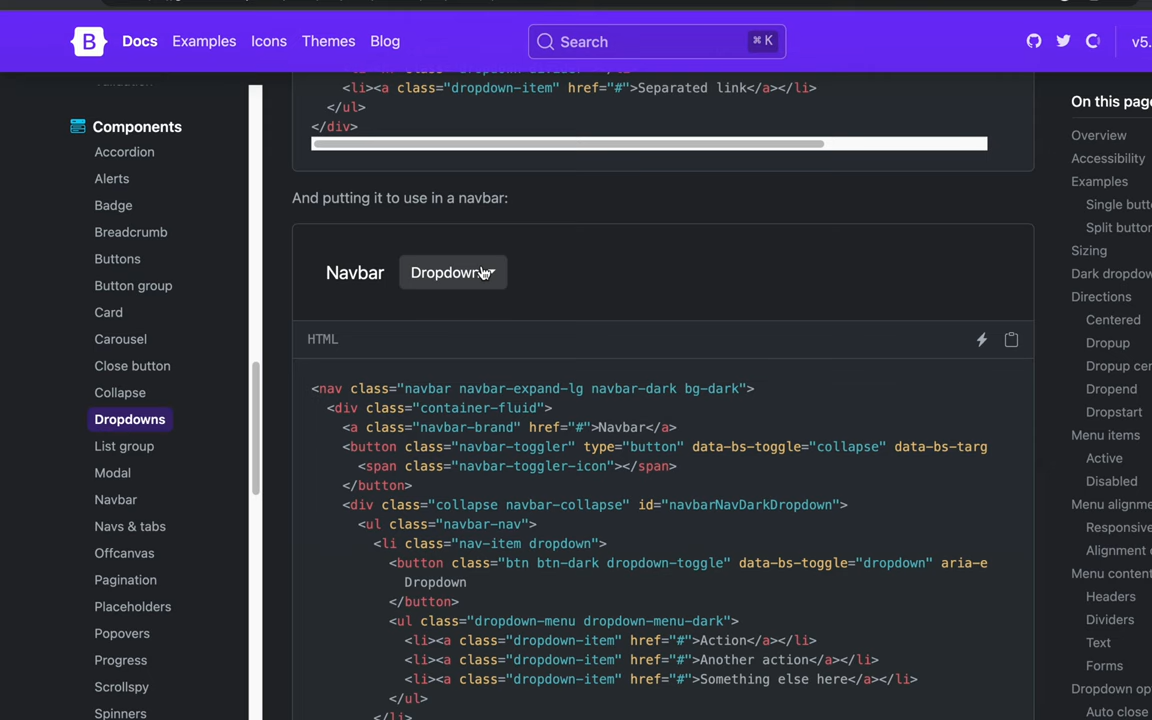 B Docs Examples Icons Themes Blog Search ⌘ K v5.
<li><a class="dropdown-item" href="#">Separated link</a></li>
</ul>
</div>
And putting it to use in a navbar:
Navbar Dropdown
HTML
<nav class="navbar navbar-expand-lg navbar-dark bg-dark">
<div class="container-fluid">
<a class="navbar-brand" href="#">Navbar</a>
<button class="navbar-toggler" type="button" data-bs-toggle="collapse" data-bs-targ
<span class="navbar-toggler-icon"></span>
</button>
<div class="collapse navbar-collapse" id="navbarNavDarkDropdown">
<ul class="navbar-nav">
<li class="nav-item dropdown">
<button class="btn btn-dark dropdown-toggle" data-bs-toggle="dropdown" aria-e
Dropdown
</button>
<ul class="dropdown-menu dropdown-menu-dark">
<li><a class="dropdown-item" href="#">Action</a></li>
<li><a class="dropdown-item" href="#">Another action</a></li>
<li><a class="dropdown-item" href="#">Something else here</a></li>
</ul>
</li>
Components
Accordion
Alerts
Badge
Breadcrumb
Buttons
Button group
Card
Carousel
Close button
Collapse
Dropdowns
List group
Modal
Navbar
Navs & tabs
Offcanvas
Pagination
Placeholders
Popovers
Progress
Scrollspy
Spinners
On this page
Overview
Accessibility
Examples
Single butt
Split button
Sizing
Dark dropdow
Directions
Centered
Dropup
Dropup cen
Dropend
Dropstart
Menu items
Active
Disabled
Menu alignme
Responsive
Alignment o
Menu content
Headers
Dividers
Text
Forms
Dropdown op
Auto close